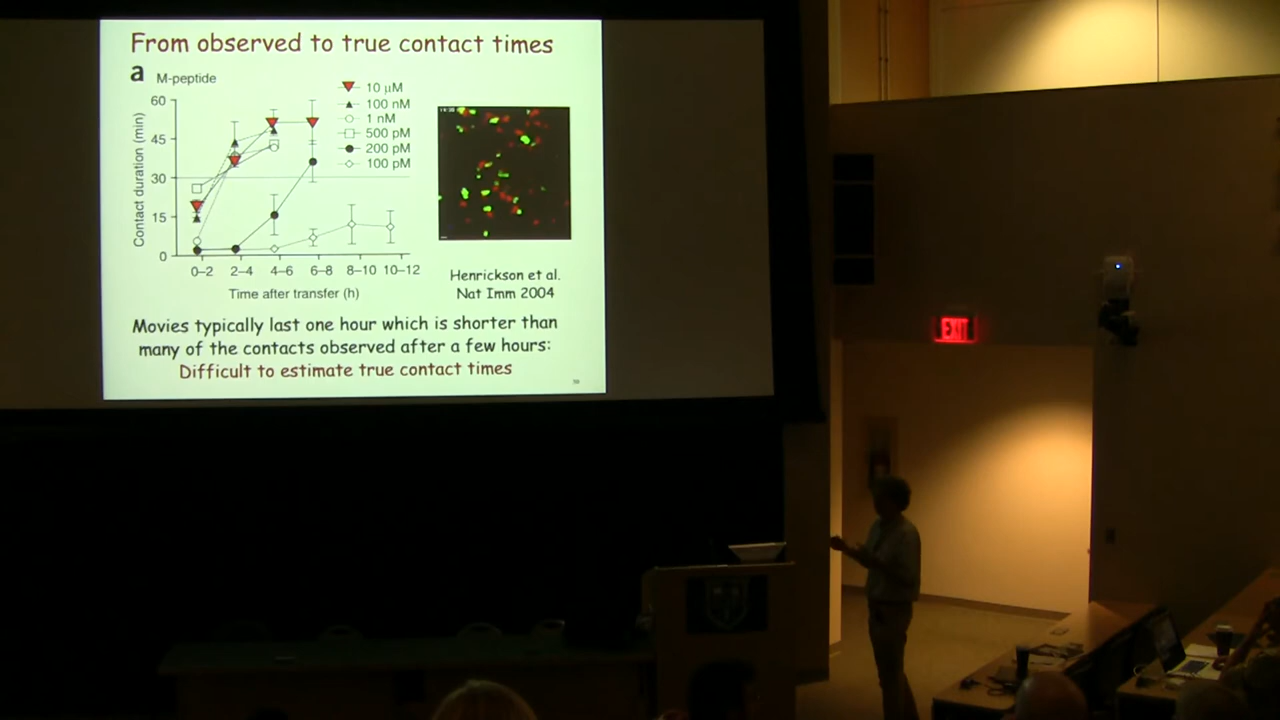 From observed to true contact times
a M-peptide
60
45
30
15
0
Contact duration (min)
10 µM
100 nM
1 nM
500 pM
200 pM
100 pM
0–2 2–4 4–6 6–8 8–10 10–12
Time after transfer (h)
Henrickson et al.
Nat Imm 2004
Movies typically last one hour which is shorter than
many of the contacts observed after a few hours:
Difficult to estimate true contact times
EXIT